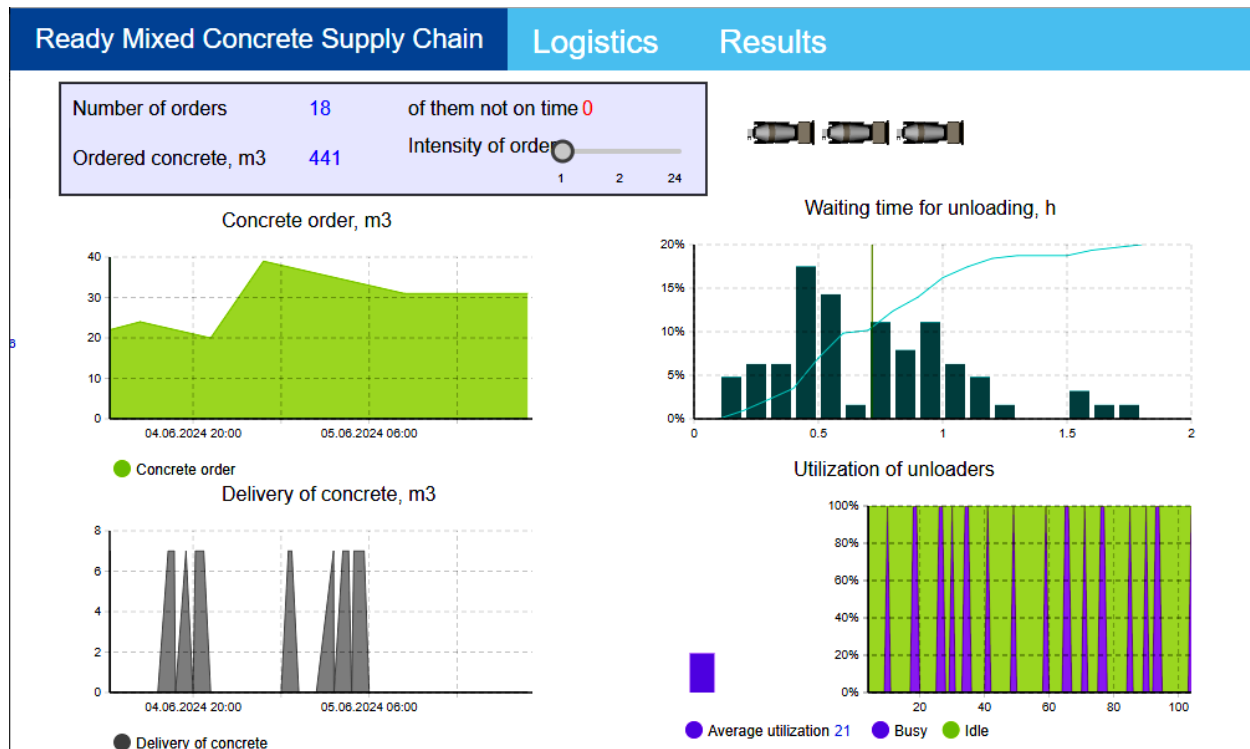 Ready Mixed Concrete Supply Chain Logistics Results
Number of orders 18 of them not on time 0
Ordered concrete, m3 441 Intensity of order
1 2 24
Concrete order, m3
40
30
20
10
0
04.06.2024 20:00 05.06.2024 06:00
Concrete order
Waiting time for unloading, h
20%
15%
10%
5%
0%
0 0.5 1 1.5 2
6
Delivery of concrete, m3
8
6
4
2
0
04.06.2024 20:00 05.06.2024 06:00
Delivery of concrete
Utilization of unloaders
100%
80%
60%
40%
20%
0%
20 40 60 80 100
Average utilization 21 Busy Idle